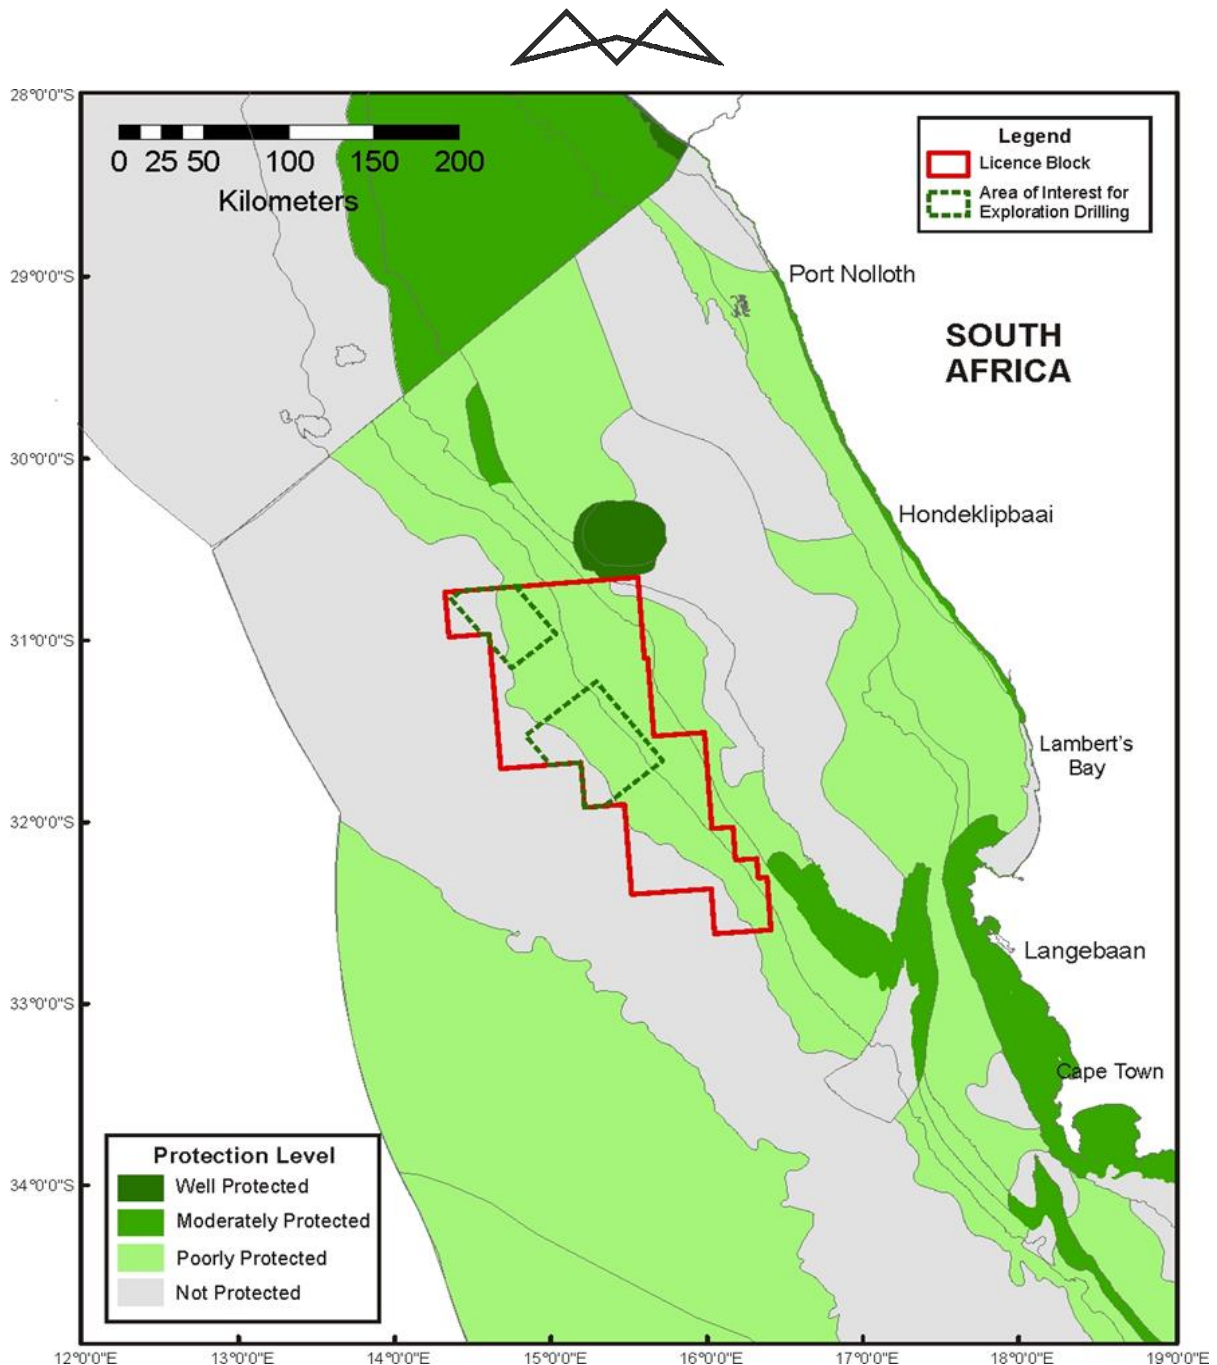 28°0'0"S
0 25 50 100 150 200
Kilometers
Legend
Licence Block
Area of Interest for
Exploration Drilling
29°0'0"S
Port Nolloth
SOUTH
AFRICA
30°0'0"S
Hondeklipbaai
31°0'0"S
Lambert's
Bay
32°0'0"S
Langebaan
33°0'0"S
Cape Town
Protection Level
Well Protected
Moderately Protected
Poorly Protected
Not Protected
34°0'0"S
12°0'0"E 13°0'0"E 14°0'0"E 15°0'0"E 16°0'0"E 17°0'0"E 18°0'0"E 19°0'0"E